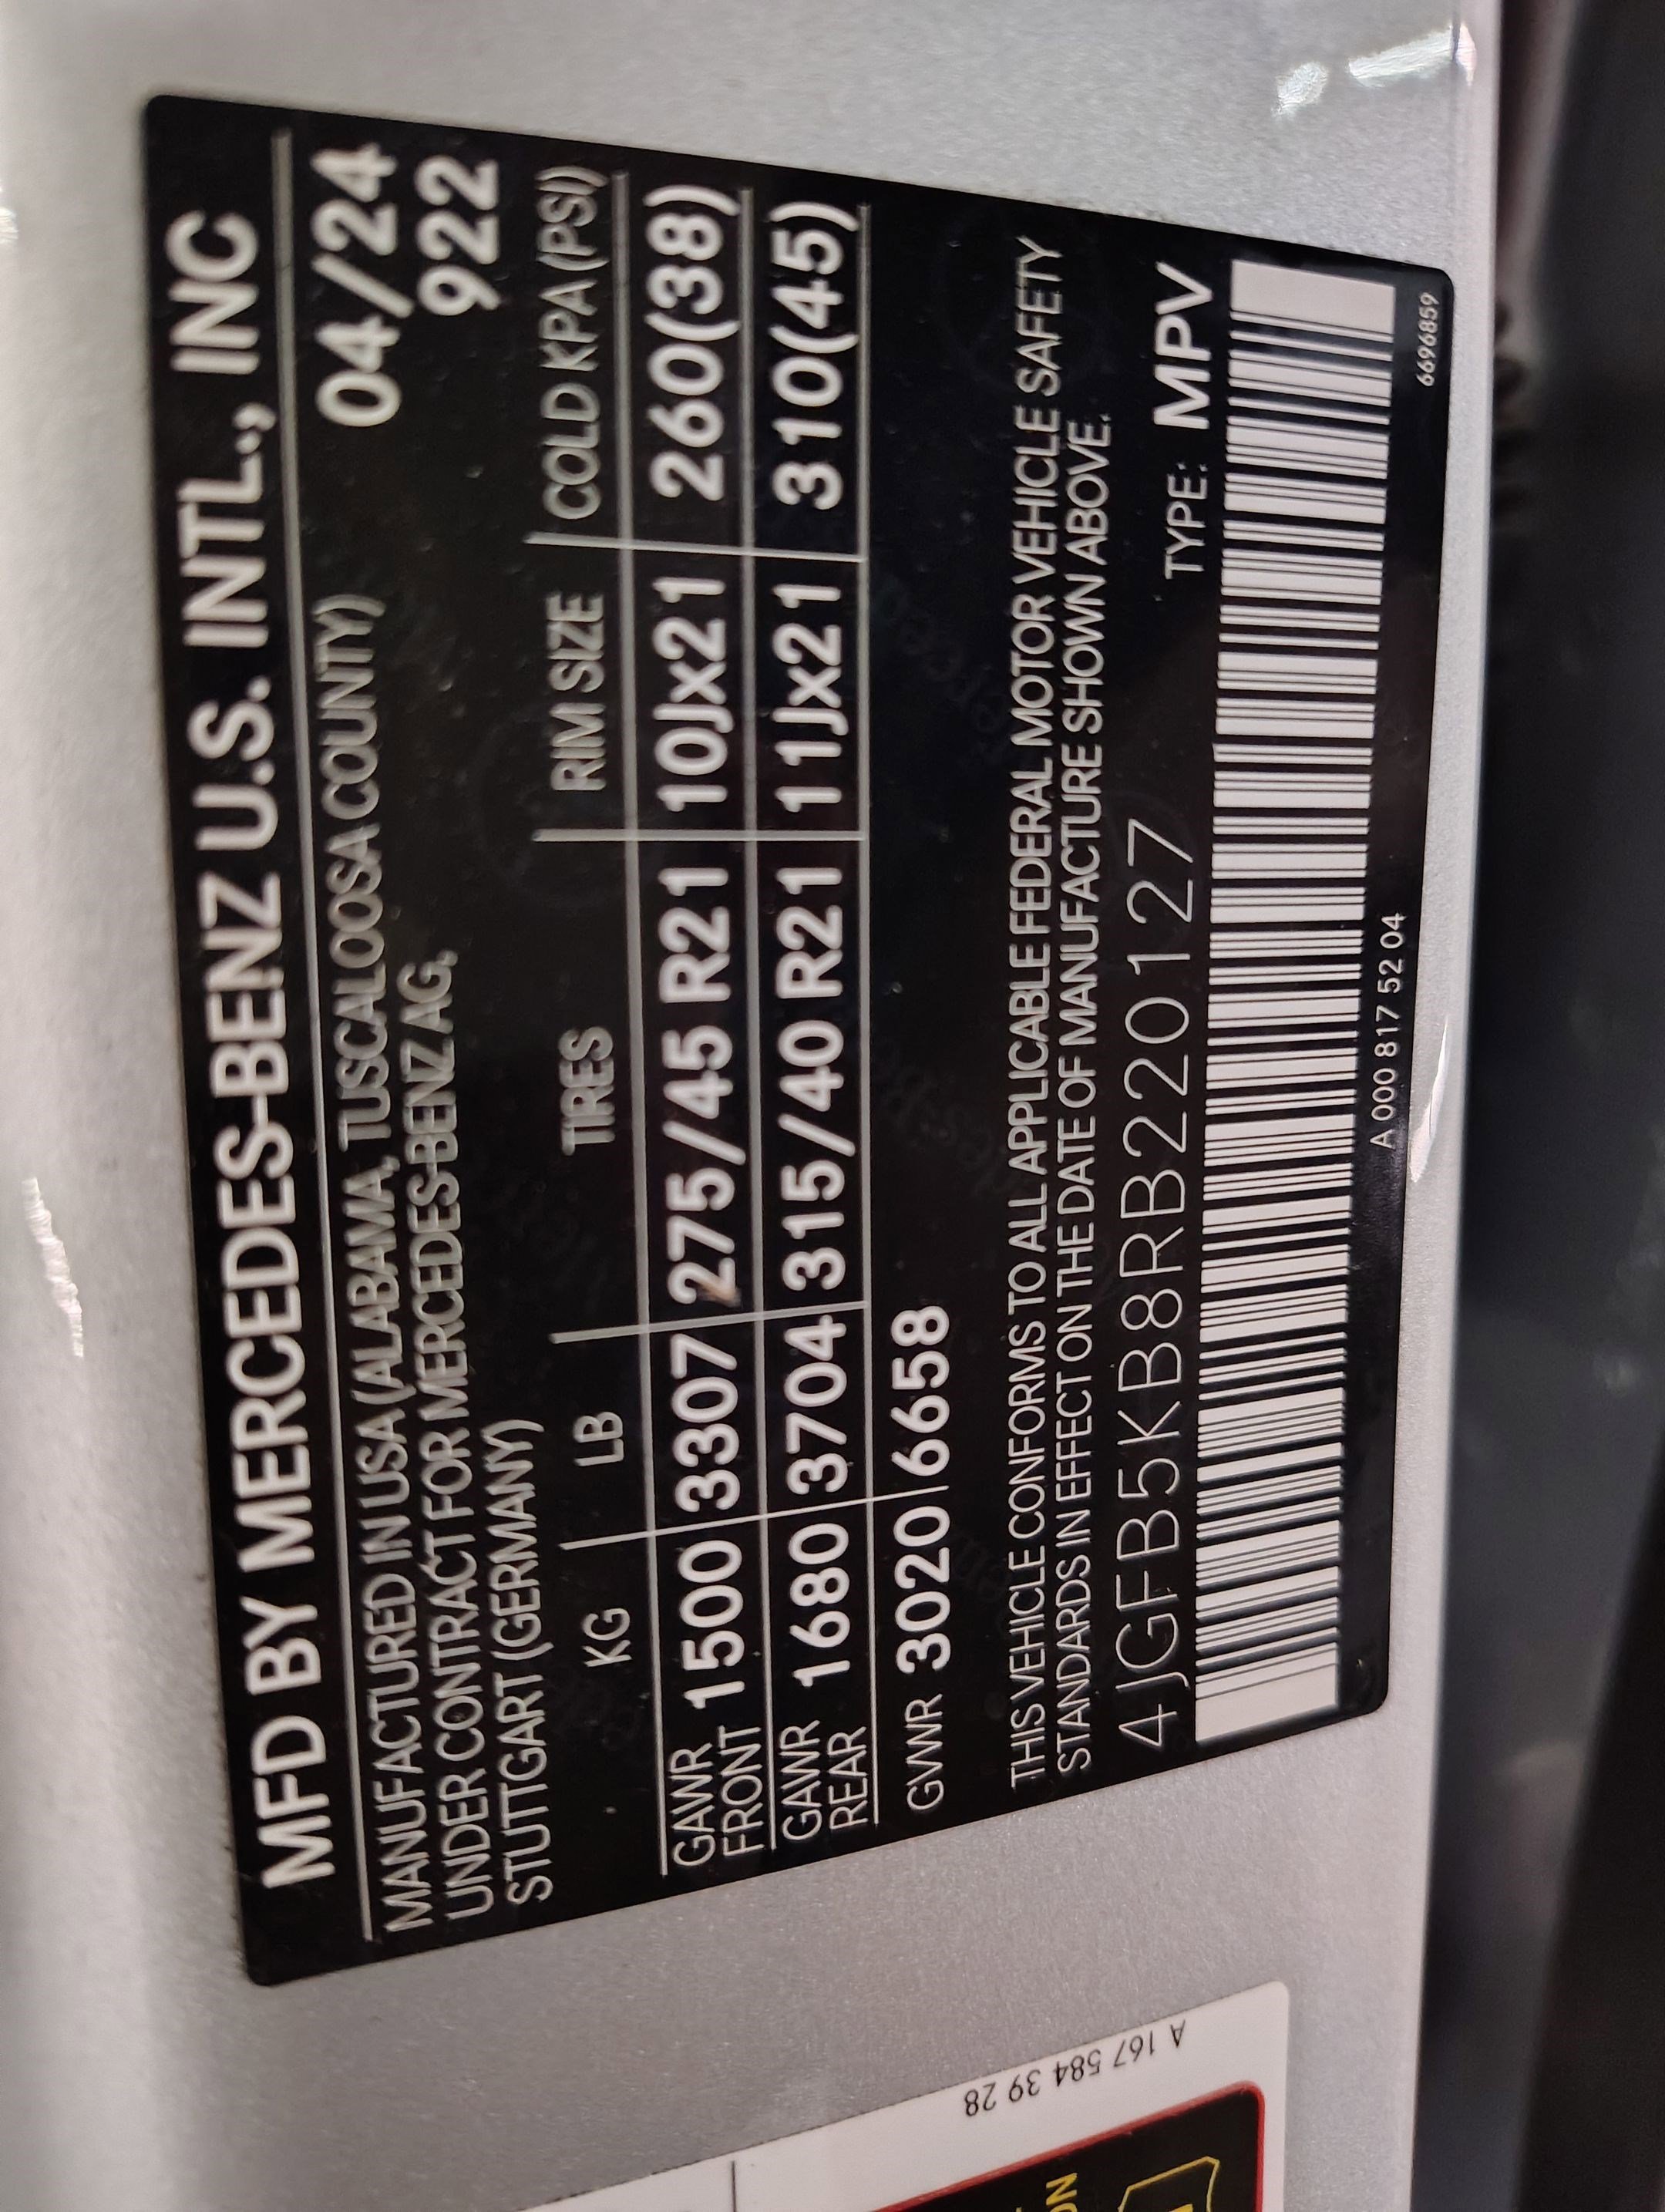 MFD BY MERCEDES-BENZ U.S. INTL., INC
MANUFACTURED IN USA (ALABAMA, TUSCALOOSA COUNTY) 04/24
UNDER CONTRACT FOR MERCEDES-BENZ AG, 922
STUTTGART (GERMANY)
KG LB TIRES RIM SIZE COLD KPA (PSI)
GAWR FRONT 1500 3307 275/45 R21 10Jx21 260(38)
GAWR REAR 1680 3704 315/40 R21 11Jx21 310(45)
GVWR 3020 6658
THIS VEHICLE CONFORMS TO ALL APPLICABLE FEDERAL MOTOR VEHICLE SAFETY
STANDARDS IN EFFECT ON THE DATE OF MANUFACTURE SHOWN ABOVE.
4JGFB5KB8RB220127 TYPE: MPV
A 000 817 52 04
6696859
A 167 584 39 28